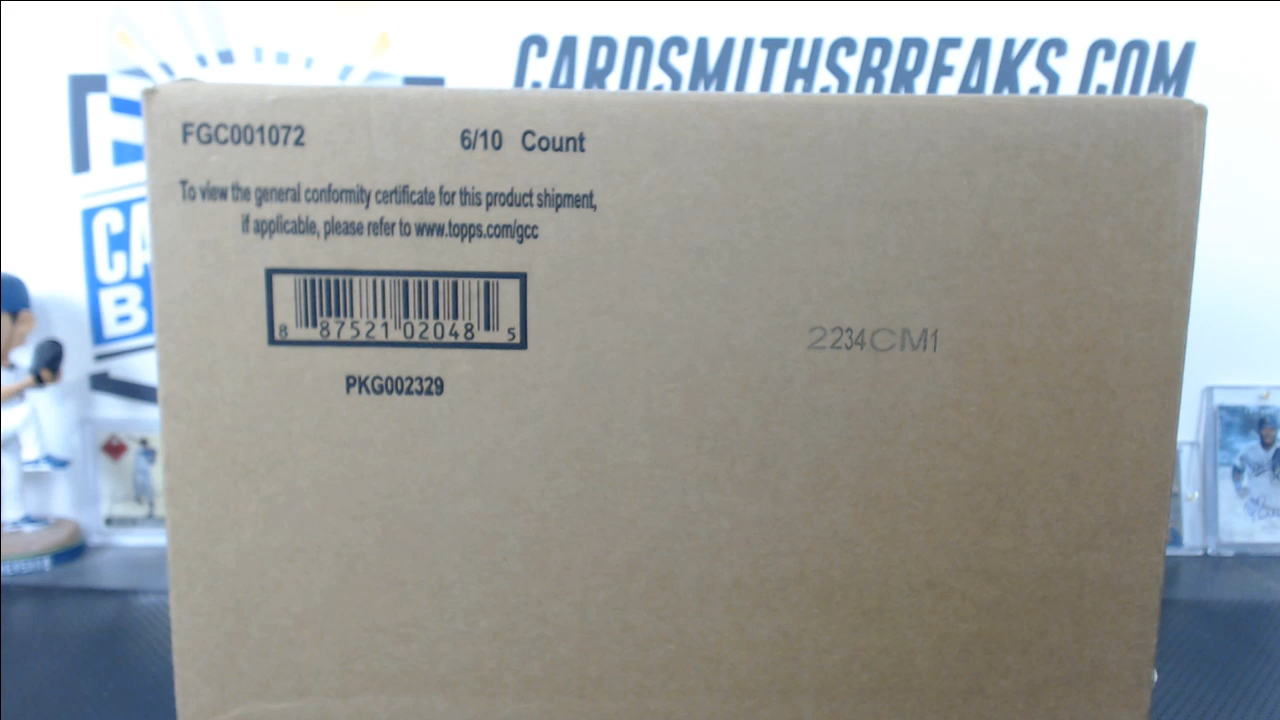 CARDSMITHSBREAKS.COM
FGC001072
6/10 Count
To view the general conformity certificate for this product shipment,
if applicable, please refer to www.topps.com/gcc
8 87521 02048 5
PKG002329
2234CM1
CA
B